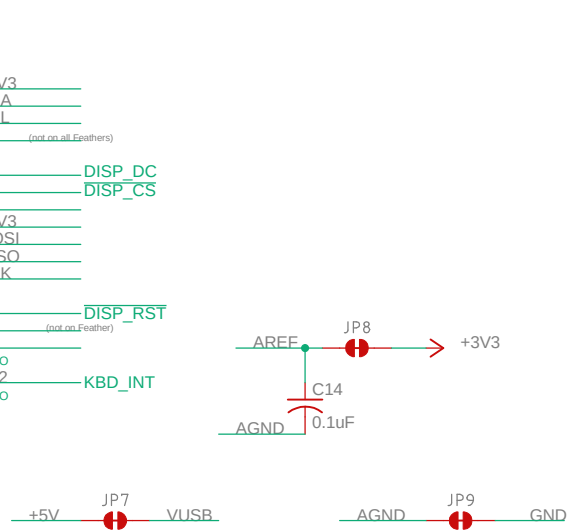 V3
A
L
(not on all Feathers)
DISP_DC
DISP_CS
V3
OSI
SO
K
DISP_RST
(not on Feather)
JP8
AREF
+3V3
O
2
KBD_INT
O
C14
0.1uF
AGND
JP7
JP9
+5V
VUSB
AGND
GND